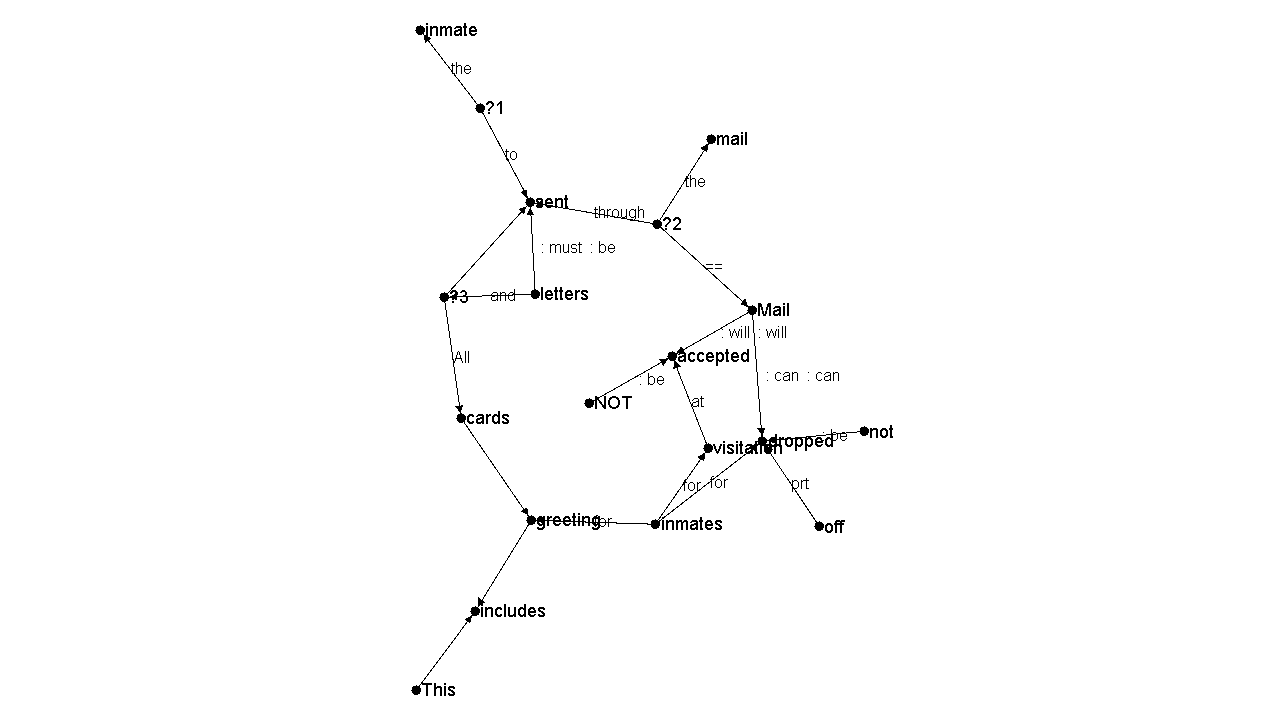 inmate
the
?1
to
mail
the
sent
through
?2
: must : be
==
?3
and
letters
Mail
: will : will
All
accepted
: can : can
: be
NOT
at
cards
not
: be
dropped
visitation
for
for
prt
greeting
for
inmates
off
includes
This